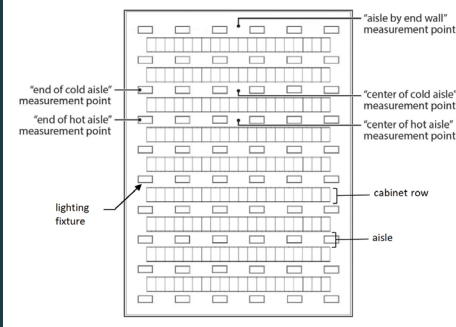 "aisle by end wall"
measurement point
"end of cold aisle"
measurement point
"center of cold aisle"
measurement point
"end of hot aisle"
measurement point
"center of hot aisle"
measurement point
lighting
fixture
cabinet row
aisle